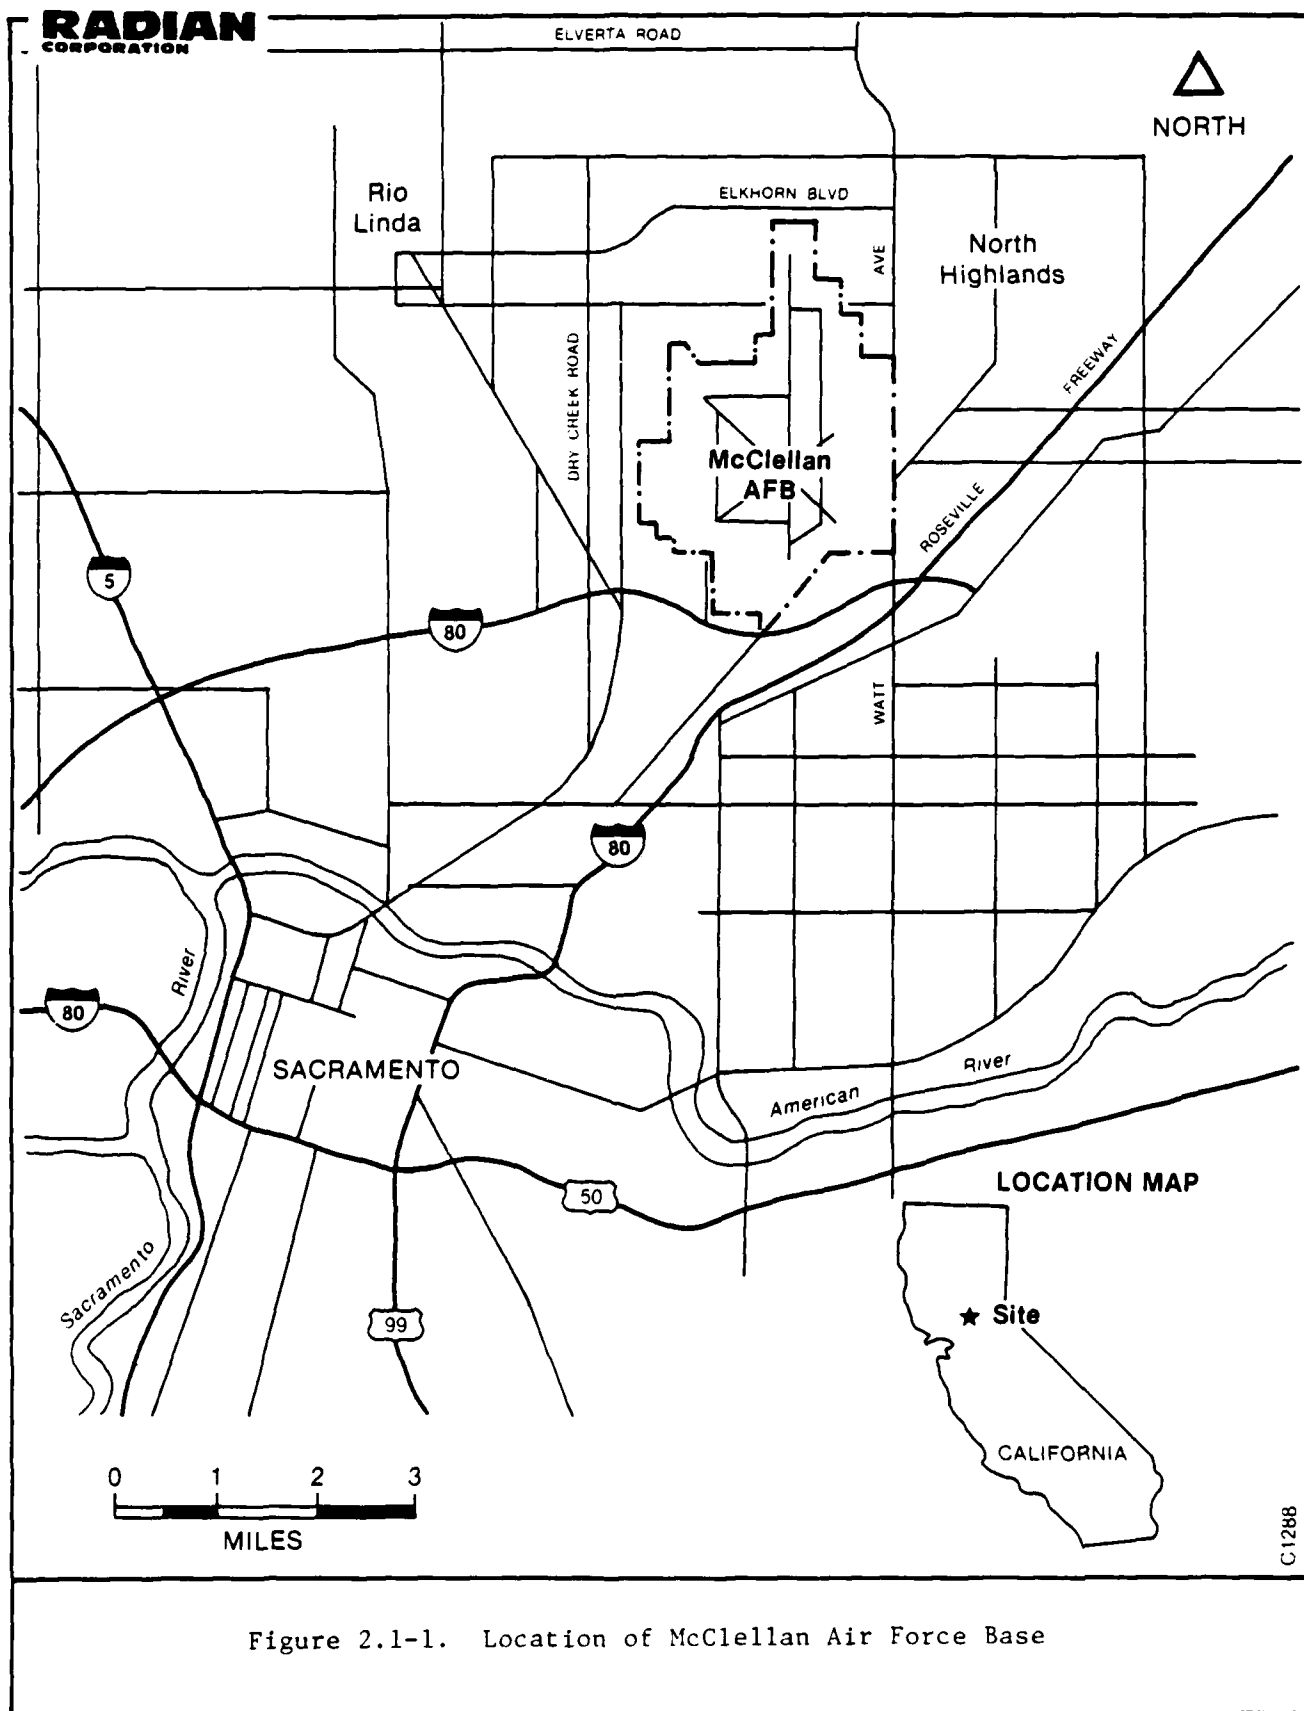 RADIAN
CORPORATION
ELVERTA ROAD
NORTH
Rio
Linda
ELKHORN BLVD
North
Highlands
AVE
DRY CREEK ROAD
FREEWAY
McClellan
AFB
ROSEVILLE
5
80
WATT
80
River
80
SACRAMENTO
River
American
LOCATION MAP
50
Sacramento
Site
99
CALIFORNIA
0 1 2 3
MILES
C1288
Figure 2.1-1. Location of McClellan Air Force Base